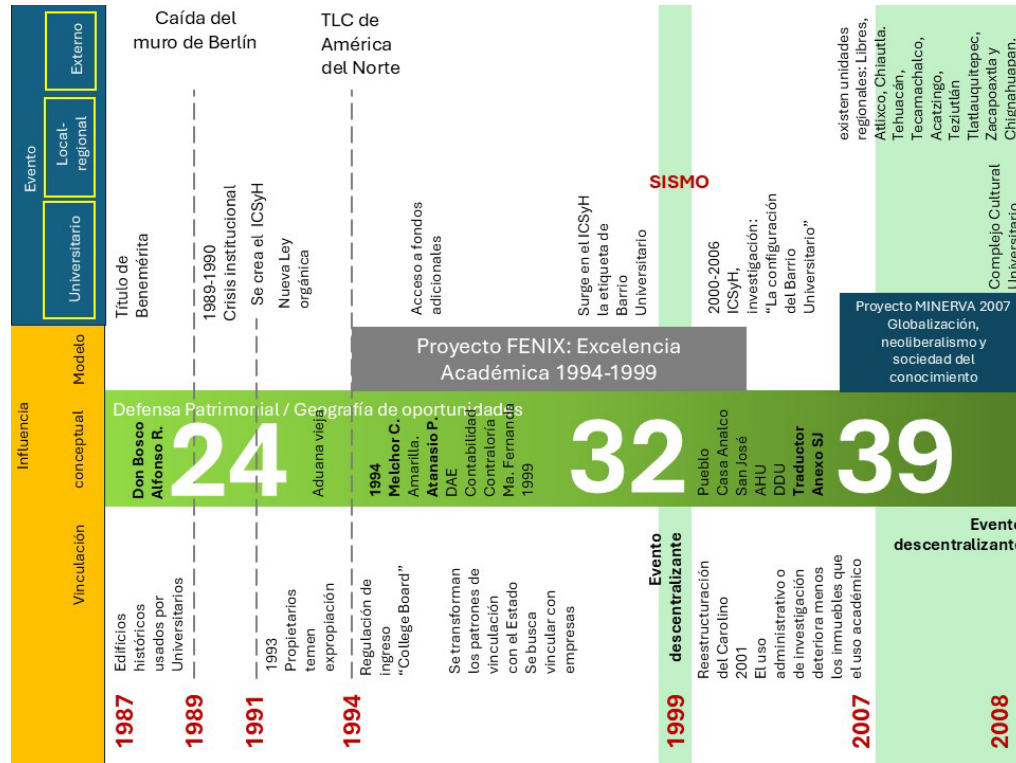 Caída del
muro de Berlín
TLC de
América
del Norte
Evento
Externo
Local-
regional
Universitario
Título de
Benemérita
1989-1990
Crisis institucional
Se crea el ICSyH
Nueva Ley
orgánica
Acceso a fondos
adicionales
Surge en el ICSyH
la etiqueta de
Barrio
Universitario
SISMO
2000-2006
ICSyH,
investigación:
“La configuración
del Barrio
Universitario”
existen unidades
regionales: Libres,
Atlixco, Chiautla.
Tehuacán,
Tecamachalco,
Acatzingo,
Teziutlán
Tlatlauquitepec,
Zacapoaxtla y
Chignahuapan,
Complejo Cultural
Universitario
Influencia
Modelo
conceptual
Vinculación
Proyecto FENIX: Excelencia
Académica 1994-1999
Proyecto MINERVA 2007
Globalización,
neoliberalismo y
sociedad del
conocimiento
Defensa Patrimonial / Geografía de oportunidades
Don Bosco
Alfonso R.
24
Aduana vieja
1994
Melchor C.
Amarilla.
Atanasio P.
DAE
Contabilidad
Contraloría
Ma. Fernanda
1999
32
Pueblo
Casa Analco
San José
AHU
DDU
Traductor
Anexo SJ
39
Edificios
históricos
usados por
Universitarios
1993
Propietarios
temen
expropiación
Regulación de
ingreso
“College Board”
Se transforman
los patrones de
vinculación
con el Estado
Se busca
vincular con
empresas
Evento
descentralizante
Reestructuración
del Carolino
2001
El uso
administrativo o
de investigación
deteriora menos
los inmuebles que
el uso académico
Evento
descentralizante
1987
1989
1991
1994
1999
2007
2008